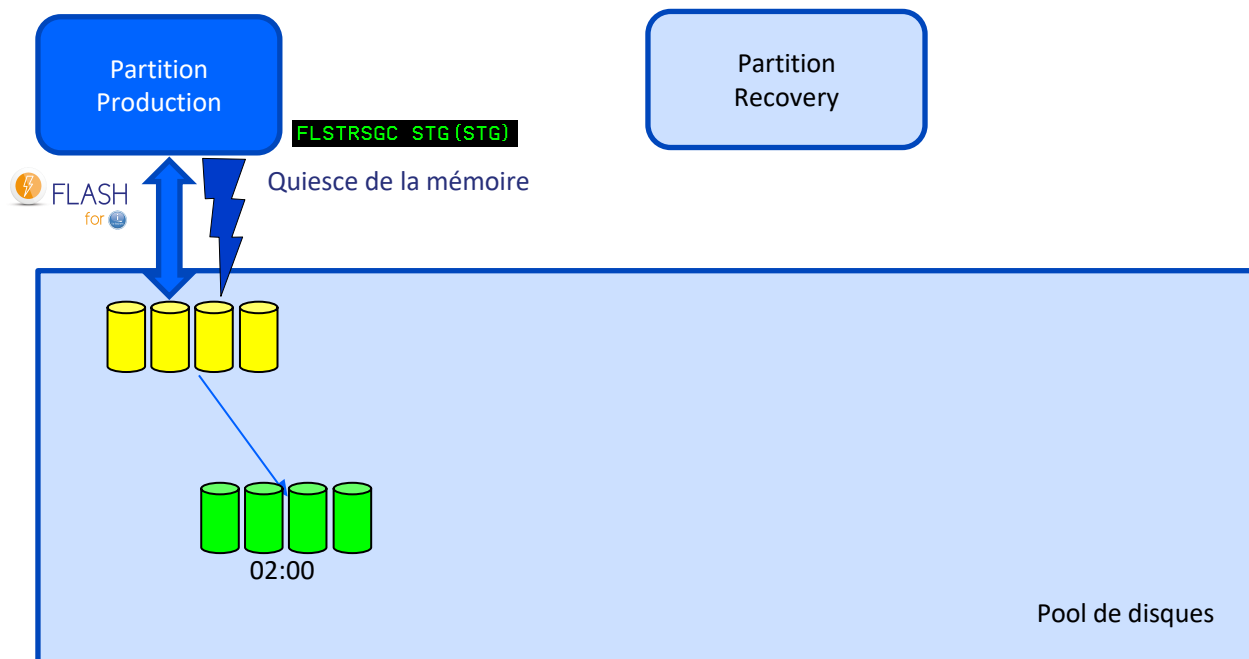 Partition
Production
Partition
Recovery
FLSTRSGC STG(STG)
Quiesce de la mémoire
FLASH
for
02:00
Pool de disques